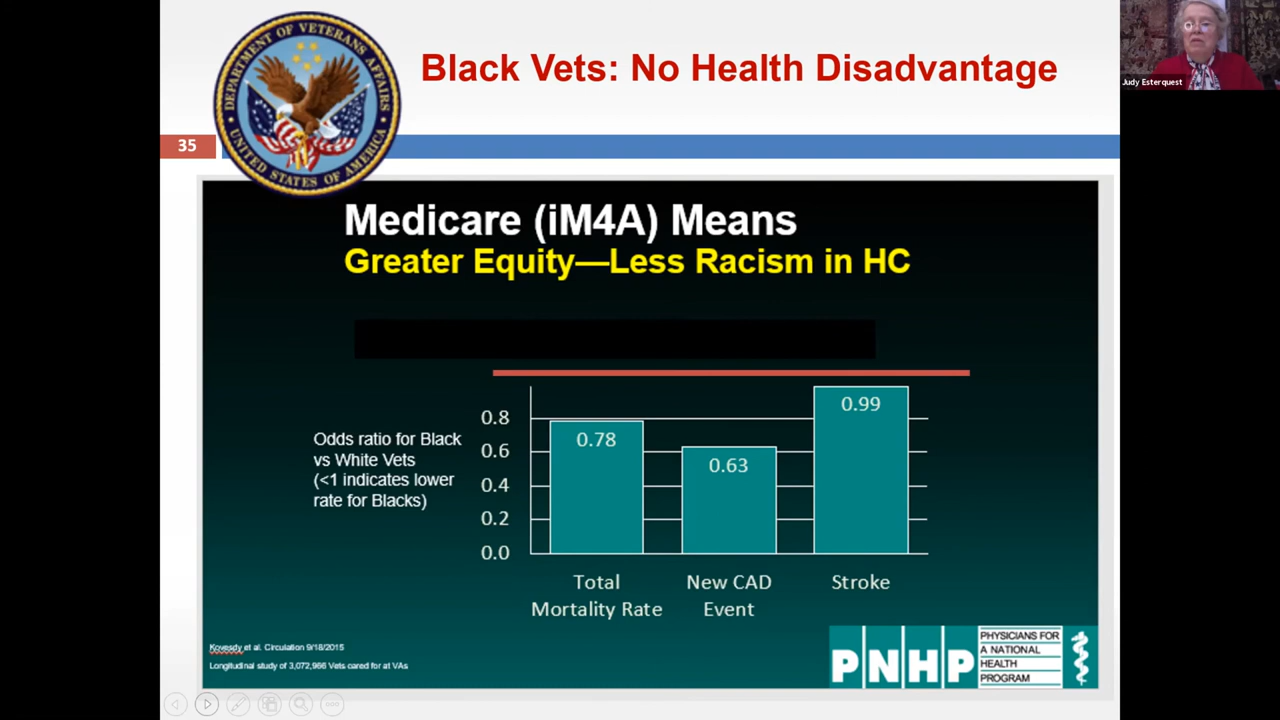 Black Vets: No Health Disadvantage
Judy Esterquest
35
DEPARTMENT OF VETERANS AFFAIRS
UNITED STATES OF AMERICA
Medicare (iM4A) Means
Greater Equity—Less Racism in HC
Odds ratio for Black
vs White Vets
(<1 indicates lower
rate for Blacks)
0.8
0.6
0.4
0.2
0.0
0.78
0.63
0.99
Total
Mortality Rate
New CAD
Event
Stroke
Kovesdy et al. Circulation 9/18/2015
Longitudinal study of 3,072,966 Vets cared for at VAs
PNHP
PHYSICIANS FOR
A NATIONAL
HEALTH
PROGRAM